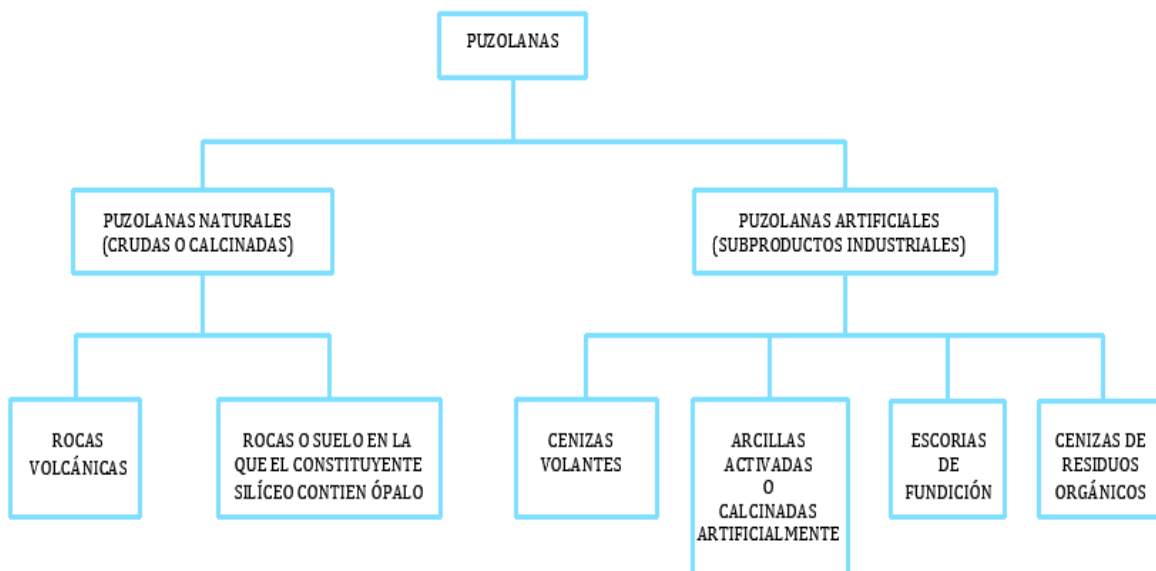 PUZOLANAS
PUZOLANAS NATURALES
(CRUDAS O CALCINADAS)
PUZOLANAS ARTIFICIALES
(SUBPRODUCTOS INDUSTRIALES)
ROCAS
VOLCÁNICAS
ROCAS O SUELO EN LA
QUE EL CONSTITUYENTE
SILÍCEO CONTIEN ÓPALO
CENIZAS
VOLANTES
ARCILLAS
ACTIVADAS
O
CALCINADAS
ARTIFICIALMENTE
ESCORIAS
DE
FUNDICIÓN
CENIZAS DE
RESIDUOS
ORGÁNICOS